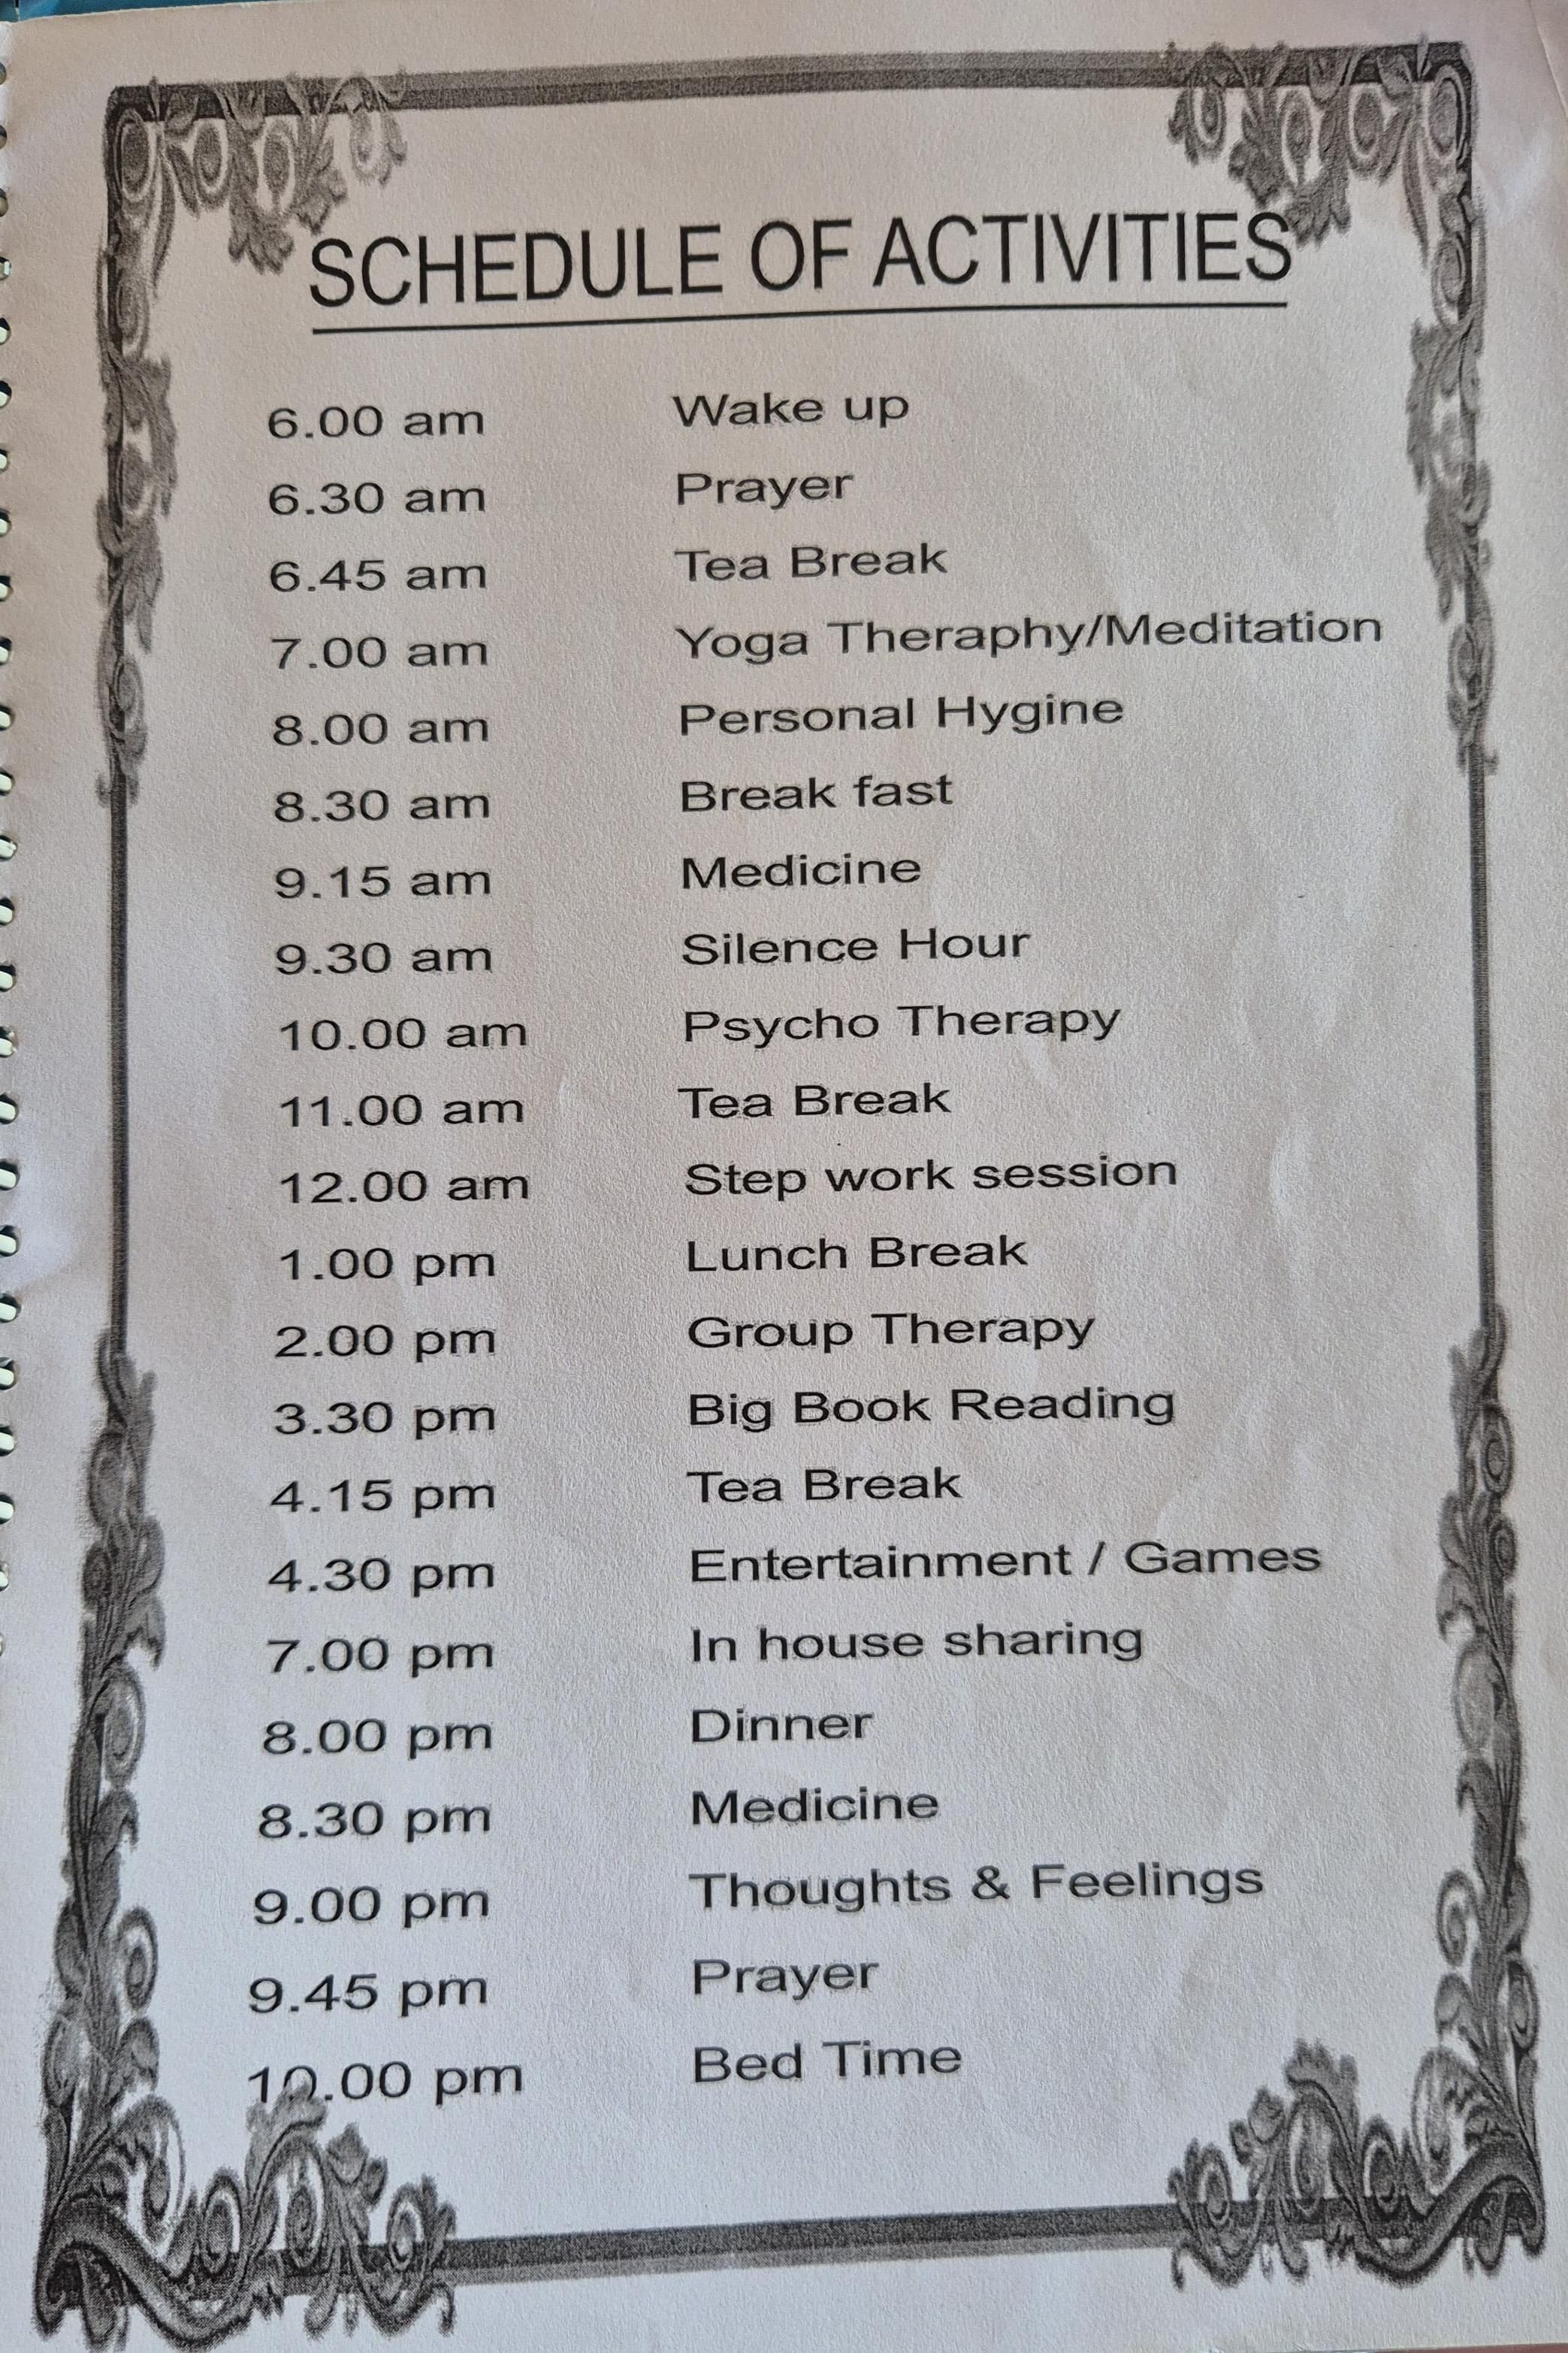 SCHEDULE OF ACTIVITIES
6.00 am Wake up
6.30 am Prayer
6.45 am Tea Break
7.00 am Yoga Theraphy/Meditation
8.00 am Personal Hygine
8.30 am Break fast
9.15 am Medicine
9.30 am Silence Hour
10.00 am Psycho Therapy
11.00 am Tea Break
12.00 am Step work session
1.00 pm Lunch Break
2.00 pm Group Therapy
3.30 pm Big Book Reading
4.15 pm Tea Break
4.30 pm Entertainment / Games
7.00 pm In house sharing
8.00 pm Dinner
8.30 pm Medicine
9.00 pm Thoughts & Feelings
9.45 pm Prayer
10.00 pm Bed Time